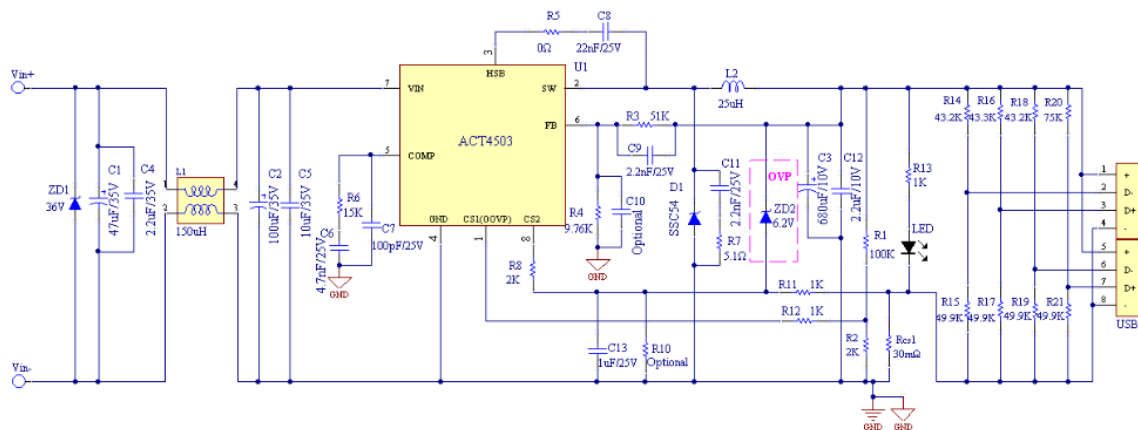 R5
0Ω
C8
22nF/25V
3
HSB
U1
Vin+
7
VIN
SW
2
L2
25uH
ACT4503
FB
6
R3
51K
C9
2.2nF/25V
5
COMP
R14
43.2K
R16
43.3K
R18
43.2K
R20
75K
ZD1
36V
C1
47uF/35V
C4
2.2uF/35V
L1
1
4
2
3
150uH
C2
100uF/35V
C5
10uF/35V
R6
15K
C6
4.7nF/25V
C7
100pF/25V
GND
GND
CS1(OOVP)
CS2
4
1
8
R8
2K
R4
9.76K
C10
Optional
GND
D1
SSC54
C11
2.2nF/25V
R7
5.1Ω
OVP
ZD2
6.2V
C3
680uF/10V
C12
2.2uF/10V
R1
100K
R13
1K
LED
1
+
2
D-
3
D+
4
-
5
+
6
D-
7
D+
8
-
USB
R11
1K
R12
1K
R15
49.9K
R17
49.9K
R19
49.9K
R21
49.9K
C13
1uF/25V
R10
Optional
R2
2K
Rcs1
30mΩ
Vin-
GND
GND